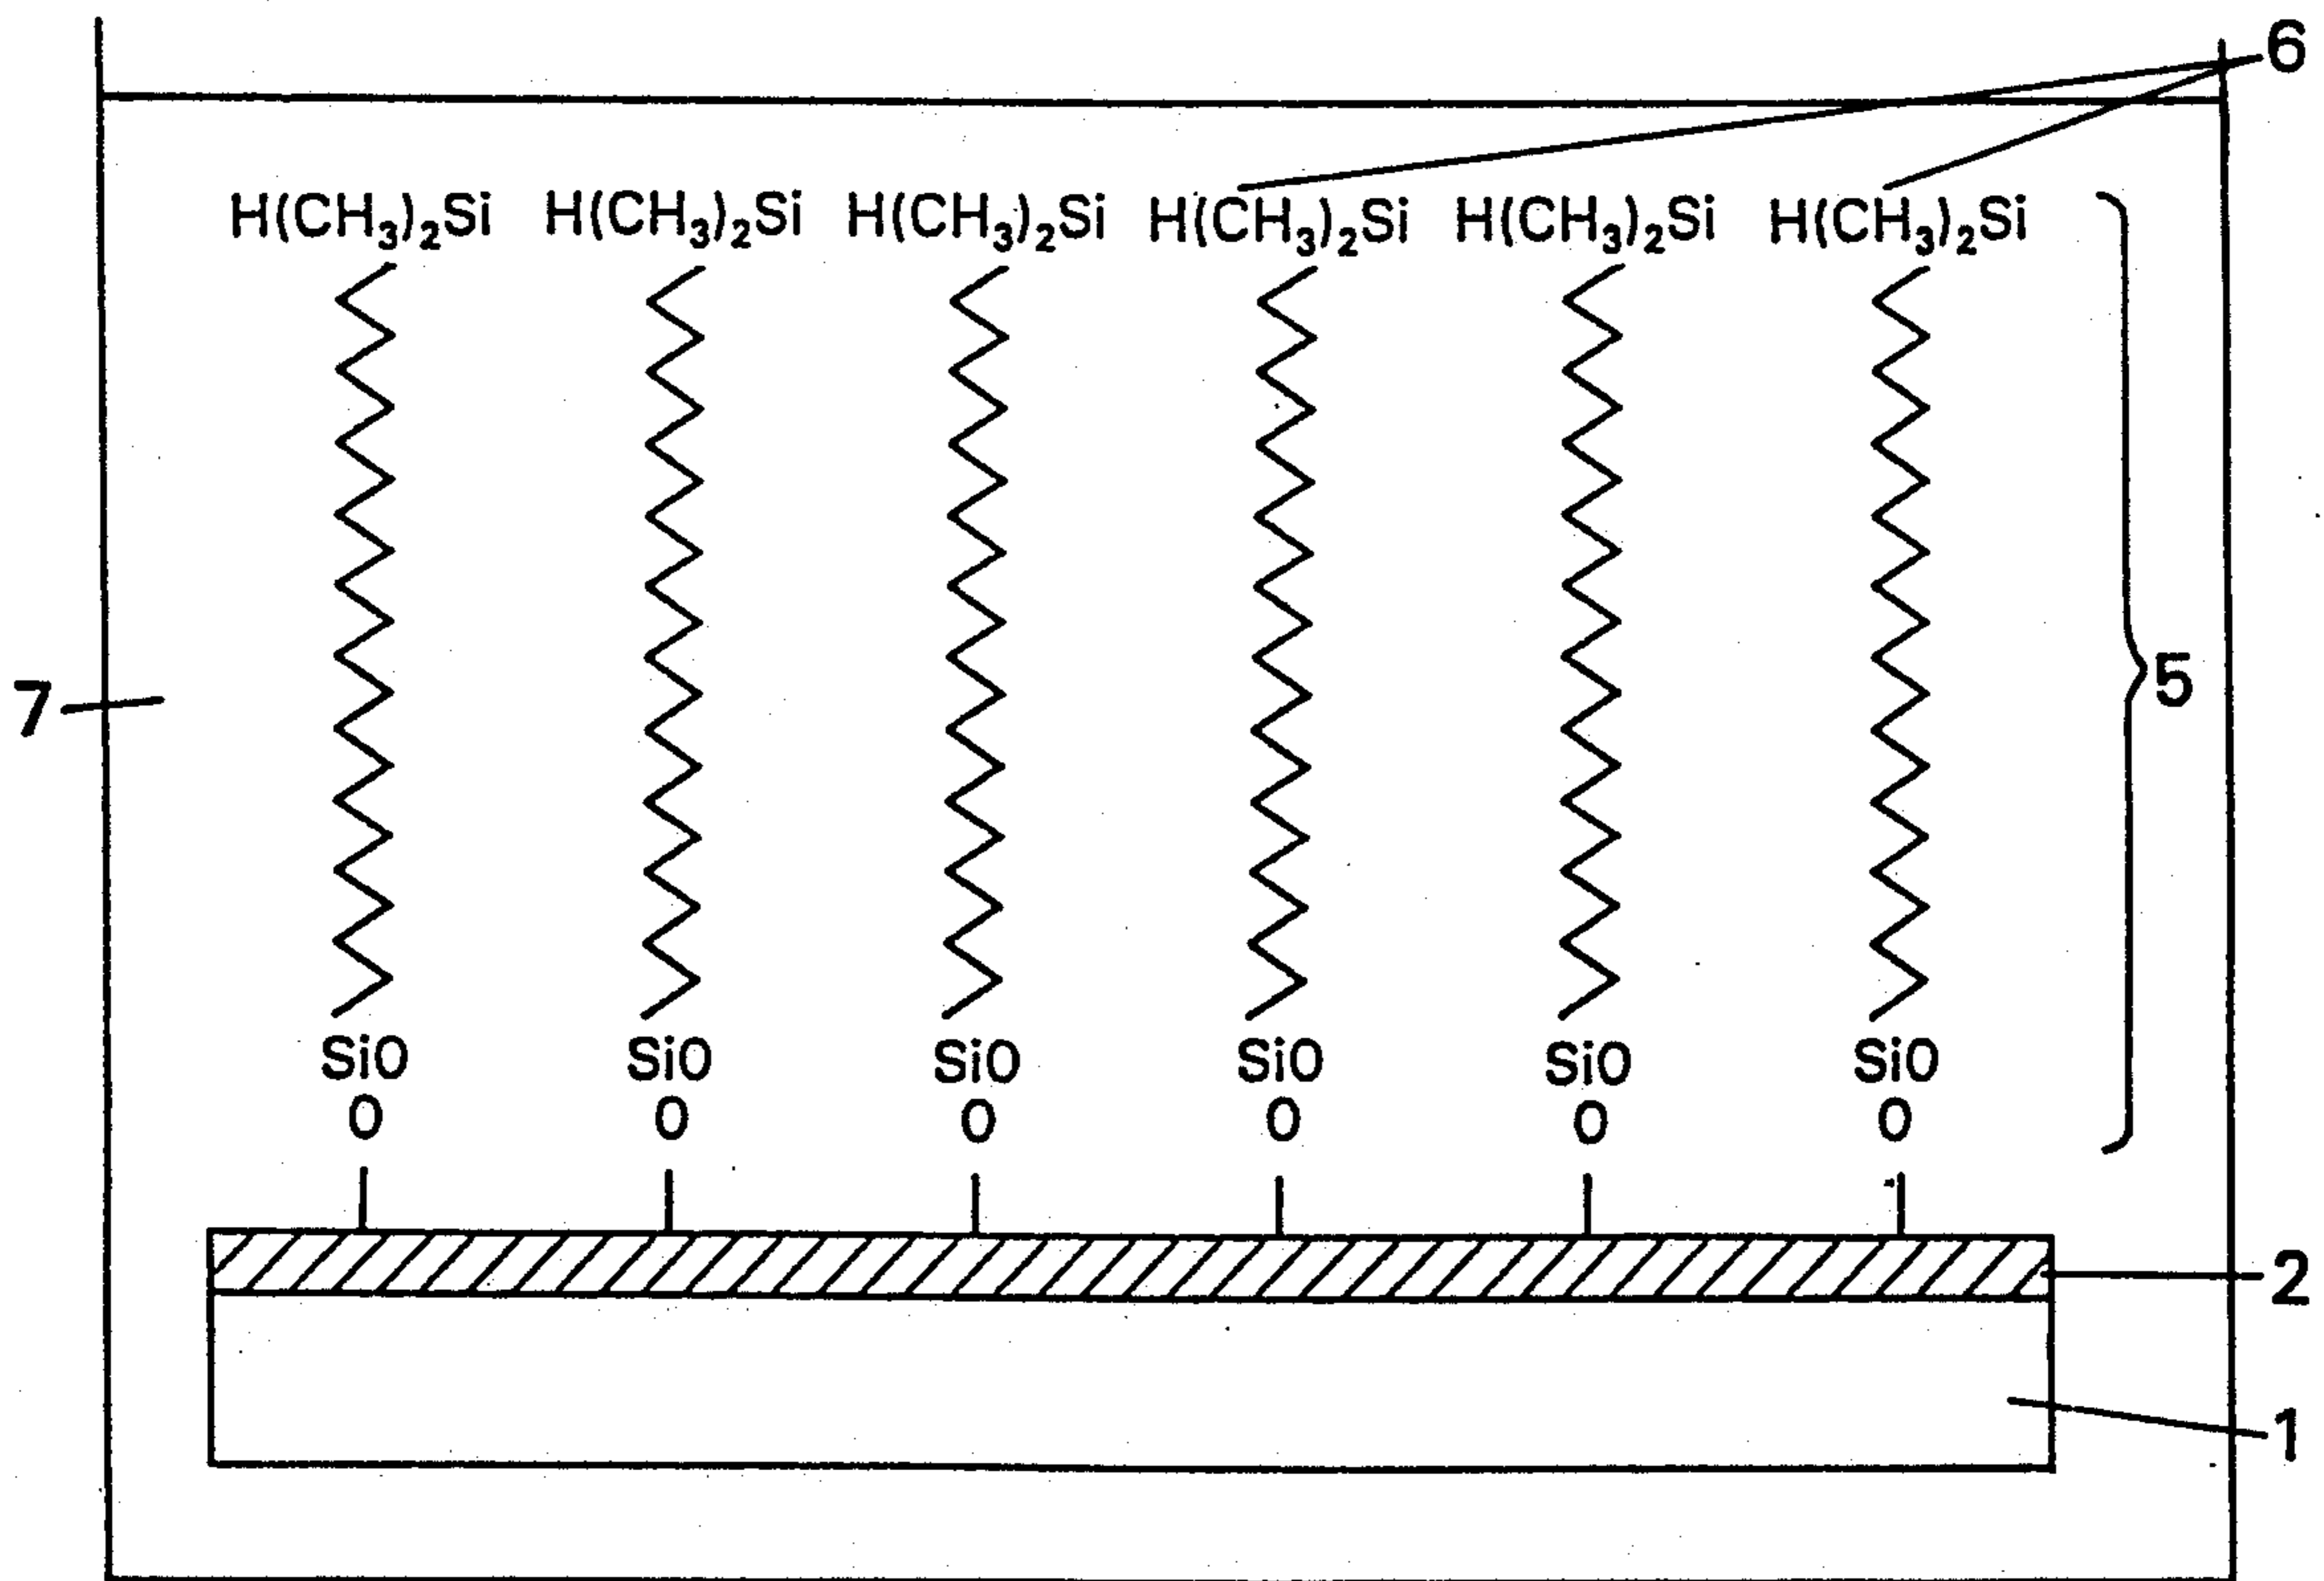 6
H(CH₃)₂Si H(CH₃)₂Si H(CH₃)₂Si H(CH₃)₂Si H(CH₃)₂Si H(CH₃)₂Si
7
5
SiO SiO SiO SiO SiO SiO
O O O O O O
2
1